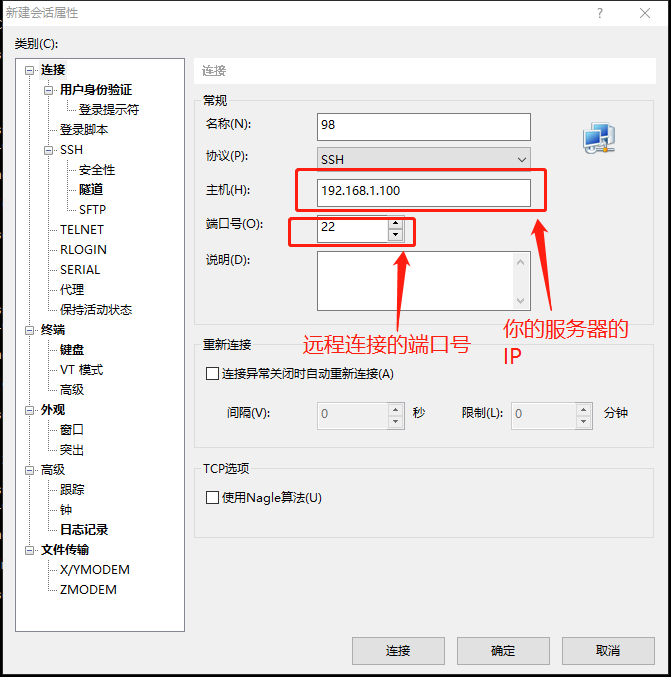 新建会话属性
类别(C):
连接
用户身份验证
登录提示符
登录脚本
SSH
安全性
隧道
SFTP
TELNET
RLOGIN
SERIAL
代理
保持活动状态
终端
键盘
VT 模式
高级
外观
窗口
突出
高级
跟踪
钟
日志记录
文件传输
X/YMODEM
ZMODEM
连接
常规
名称(N):
98
协议(P):
SSH
主机(H):
192.168.1.100
端口号(O):
22
说明(D):
远程连接的端口号
你的服务器的
IP
重新连接
连接异常关闭时自动重新连接(A)
间隔(V):
0
秒
限制(L):
0
分钟
TCP选项
使用Nagle算法(U)
连接
确定
取消